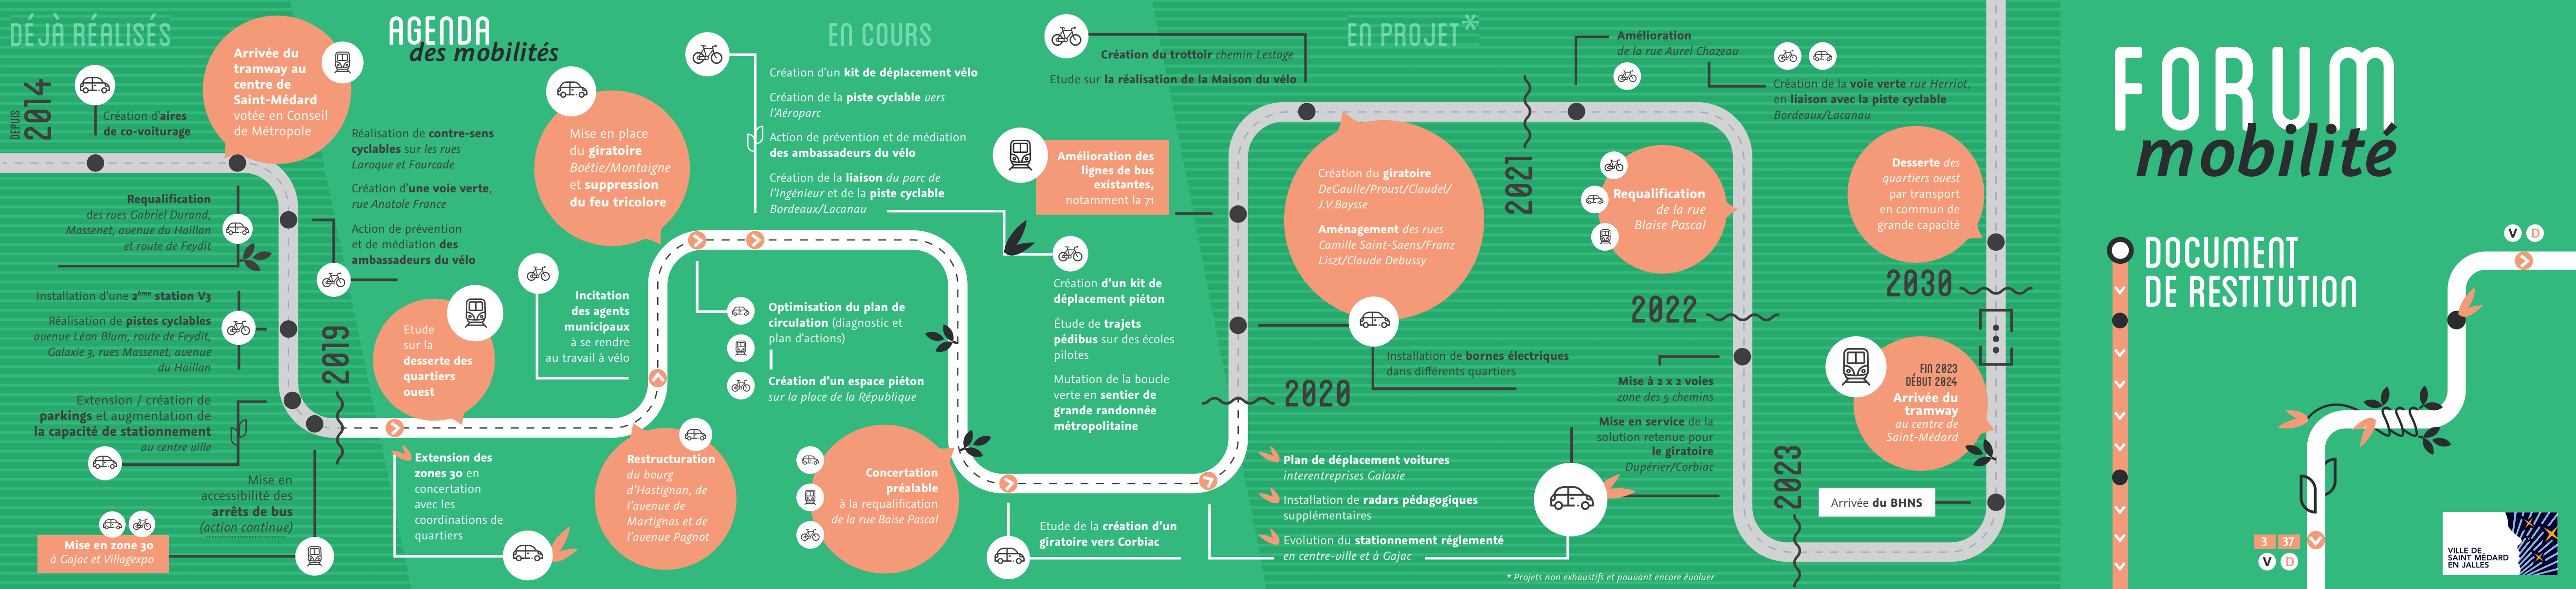 DÉJÀ RÉALISÉS
AGENDA
des mobilités
EN COURS
EN PROJET*
DEPUIS
2014
Création d'aires
de co-voiturage
Arrivée du
tramway au
centre de
Saint-Médard
votée en Conseil
de Métropole
Requalification
des rues Gabriel Durand,
Massenet, avenue du Haillan
et route de Feydit
Installation d'une 2ème station V3
Réalisation de pistes cyclables
avenue Léon Blum, route de Feydit,
Galaxie 3, rues Massenet, avenue
du Haillan
Extension / création de
parkings et augmentation de
la capacité de stationnement
au centre ville
Mise en
accessibilité des
arrêts de bus
(action continue)
Mise en zone 30
à Gajac et Villagexpo
Réalisation de contre-sens
cyclables sur les rues
Laroque et Fourcade
Création d'une voie verte,
rue Anatole France
Action de prévention
et de médiation des
ambassadeurs du vélo
2019
Etude
sur la
desserte des
quartiers
ouest
Extension des
zones 30 en
concertation
avec les
coordinations de
quartiers
Incitation
des agents
municipaux
à se rendre
au travail à vélo
Mise en place
du giratoire
Boëtie/Montaigne
et suppression
du feu tricolore
Restructuration
du bourg
d'Hastignan, de
l'avenue de
Martignas et de
l'avenue Pagnot
Création d'un kit de déplacement vélo
Création de la piste cyclable vers
l'Aéroparc
Action de prévention et de médiation
des ambassadeurs du vélo
Création de la liaison du parc de
l'Ingénieur et de la piste cyclable
Bordeaux/Lacanau
Optimisation du plan de
circulation (diagnostic et
plan d'actions)
Création d'un espace piéton
sur la place de la République
Concertation
préalable
à la requalification
de la rue Baise Pascal
Création d'un kit de
déplacement piéton
Étude de trajets
pédibus sur des écoles
pilotes
Mutation de la boucle
verte en sentier de
grande randonnée
métropolitaine
Etude de la création d'un
giratoire vers Corbiac
Création du trottoir chemin Lestage
Etude sur la réalisation de la Maison du vélo
Amélioration des
lignes de bus
existantes,
notamment la 71
2020
Plan de déplacement voitures
interentreprises Galaxie
Installation de radars pédagogiques
supplémentaires
Evolution du stationnement réglementé
en centre-ville et à Gajac
Création du giratoire
DeGaulle/Proust/Claudel/
J.V.Baysse
Aménagement des rues
Camille Saint-Saens/Franz
Liszt/Claude Debussy
Installation de bornes électriques
dans différents quartiers
2021
Amélioration
de la rue Aurel Chazeau
Création de la voie verte rue Herriot,
en liaison avec la piste cyclable
Bordeaux/Lacanau
Requalification
de la rue
Blaise Pascal
2022
Mise à 2 x 2 voies
zone des 5 chemins
Mise en service de la
solution retenue pour
le giratoire
Dupérier/Corbiac
2023
Arrivée du BHNS
FIN 2023
DÉBUT 2024
Arrivée du
tramway
au centre de
Saint-Médard
2030
Desserte des
quartiers ouest
par transport
en commun de
grande capacité
* Projets non exhaustifs et pouvant encore évoluer
FORUM
mobilité
DOCUMENT
DE RESTITUTION
V D
3 37
V D
VILLE DE
SAINT MÉDARD
EN JALLES